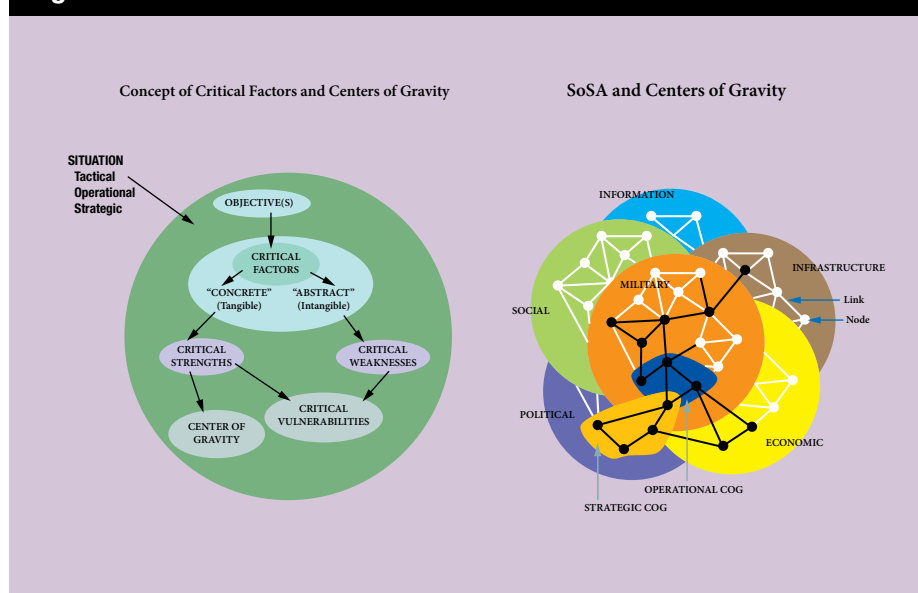 Concept of Critical Factors and Centers of Gravity
SITUATION
Tactical
Operational
Strategic
OBJECTIVE(S)
CRITICAL
FACTORS
“CONCRETE”
(Tangible)
“ABSTRACT”
(Intangible)
CRITICAL
STRENGTHS
CRITICAL
WEAKNESSES
CENTER OF
GRAVITY
CRITICAL
VULNERABILITIES
SoSA and Centers of Gravity
INFORMATION
INFRASTRUCTURE
MILITARY
Link
SOCIAL
Node
POLITICAL
ECONOMIC
OPERATIONAL COG
STRATEGIC COG